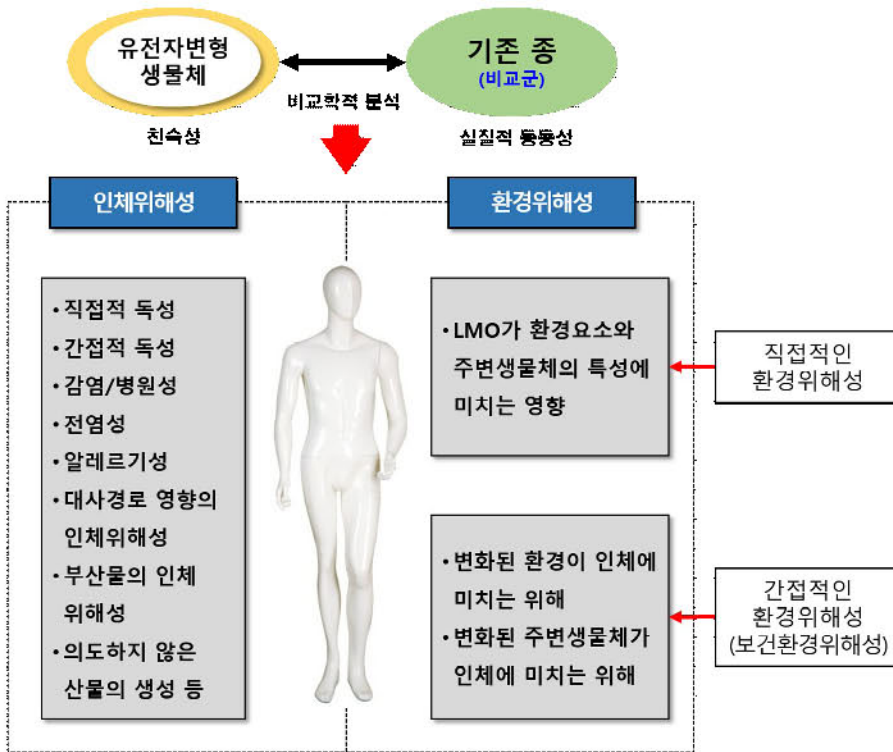 유전자변형
생물체
기존 종
(비교군)
비교학적 분석
친숙성
실질적 동등성
인체위해성
환경위해성
• 직접적 독성
• 간접적 독성
• 감염/병원성
• 전염성
• 알레르기성
• 대사경로 영향의
인체위해성
• 부산물의 인체
위해성
• 의도하지 않은
산물의 생성 등
• LMO가 환경요소와
주변생물체의 특성에
미치는 영향
직접적인
환경위해성
• 변화된 환경이 인체에
미치는 위해
• 변화된 주변생물체가
인체에 미치는 위해
간접적인
환경위해성
(보건환경위해성)